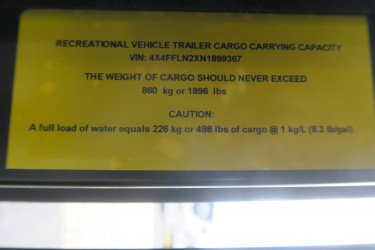 RECREATIONAL VEHICLE TRAILER CARGO CARRYING CAPACITY
VIN: 4X4FFLN2XN1899367
THE WEIGHT OF CARGO SHOULD NEVER EXCEED
860 kg or 1896 lbs
CAUTION:
A full load of water equals 226 kg or 498 lbs of cargo @ 1 kg/L (8.3 lb/gal)